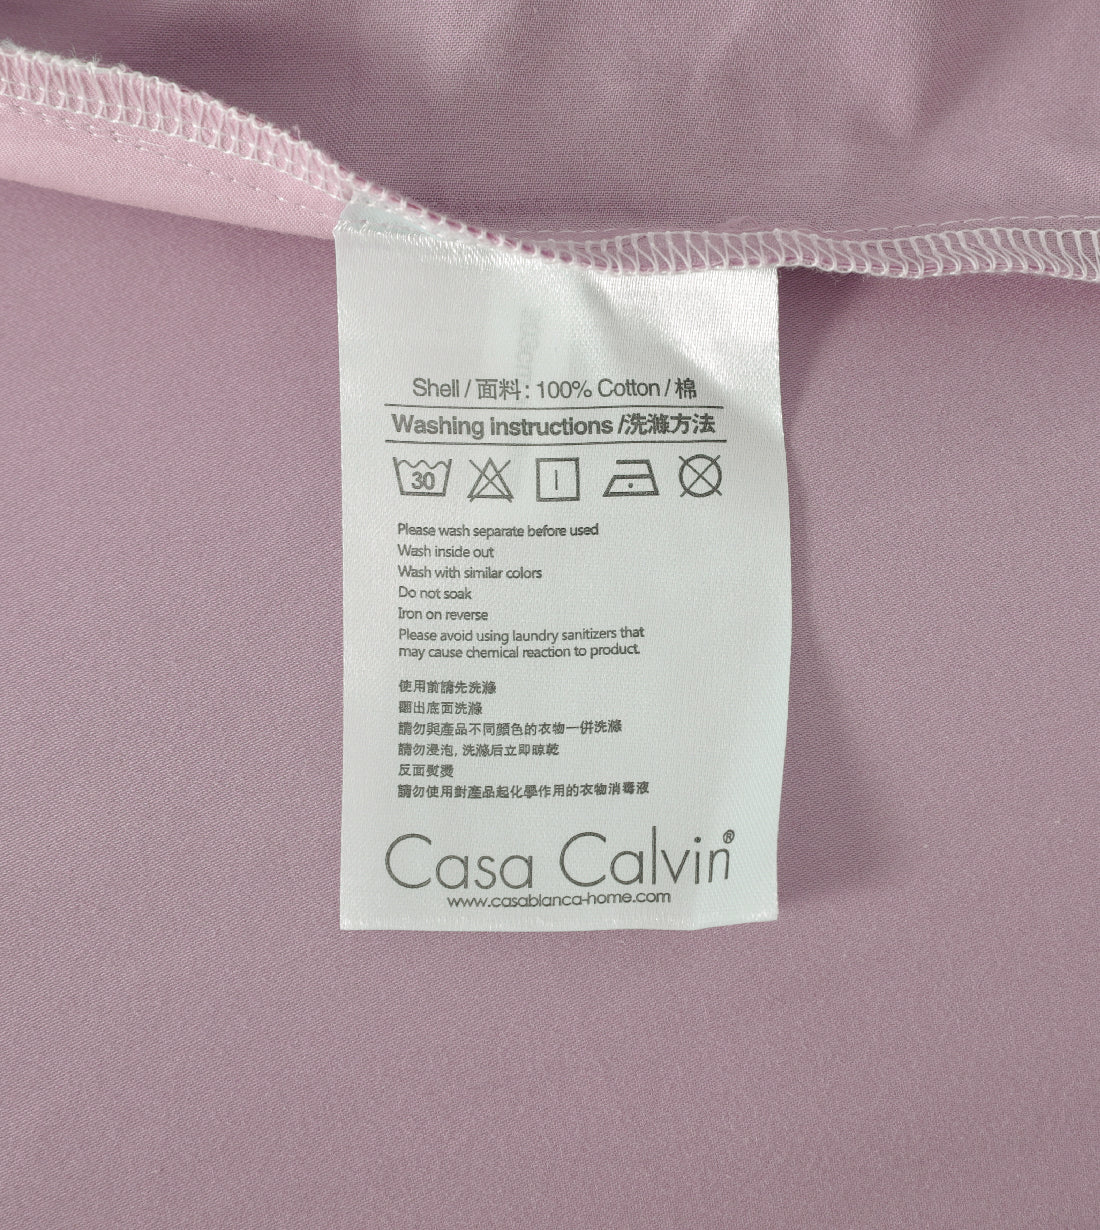 Shell / 面料 : 100% Cotton / 棉
Washing instructions /洗滌方法
30
Please wash separate before used
Wash inside out
Wash with similar colors
Do not soak
Iron on reverse
Please avoid using laundry sanitizers that
may cause chemical reaction to product.
使用前請先洗滌
翻出底面洗滌
請勿與產品不同顏色的衣物一併洗滌
請勿浸泡, 洗滌后立即晾乾
反面熨燙
請勿使用對產品起化學作用的衣物消毒液
Casa Calvin®
www.casablanca-home.com